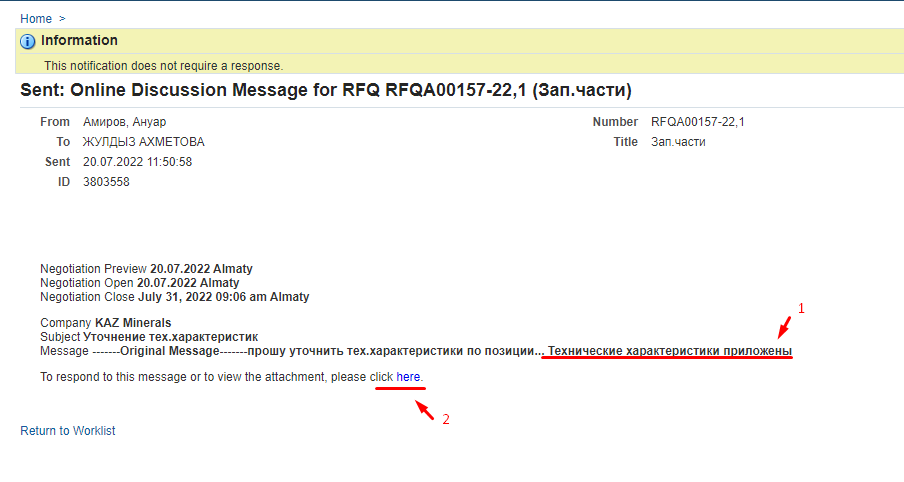 Home >
Information
This notification does not require a response.
Sent: Online Discussion Message for RFQ RFQA00157-22,1 (Зап.части)
From Амиров, Ануар Number RFQA00157-22,1
To ЖУЛДЫЗ АХМЕТОВА Title Зап.части
Sent 20.07.2022 11:50:58
ID 3803558
Negotiation Preview 20.07.2022 Almaty
Negotiation Open 20.07.2022 Almaty
Negotiation Close July 31, 2022 09:06 am Almaty
1
Company KAZ Minerals
Subject Уточнение тех.характеристик
Message -------Original Message-------прошу уточнить тех.характеристики по позиции... Технические характеристики приложены
To respond to this message or to view the attachment, please click here.
2
Return to Worklist